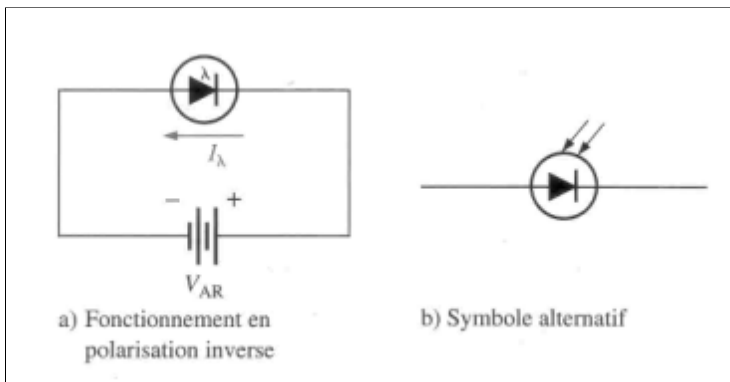 λ
I_λ
− +
V_AR
a) Fonctionnement en
polarisation inverse
b) Symbole alternatif